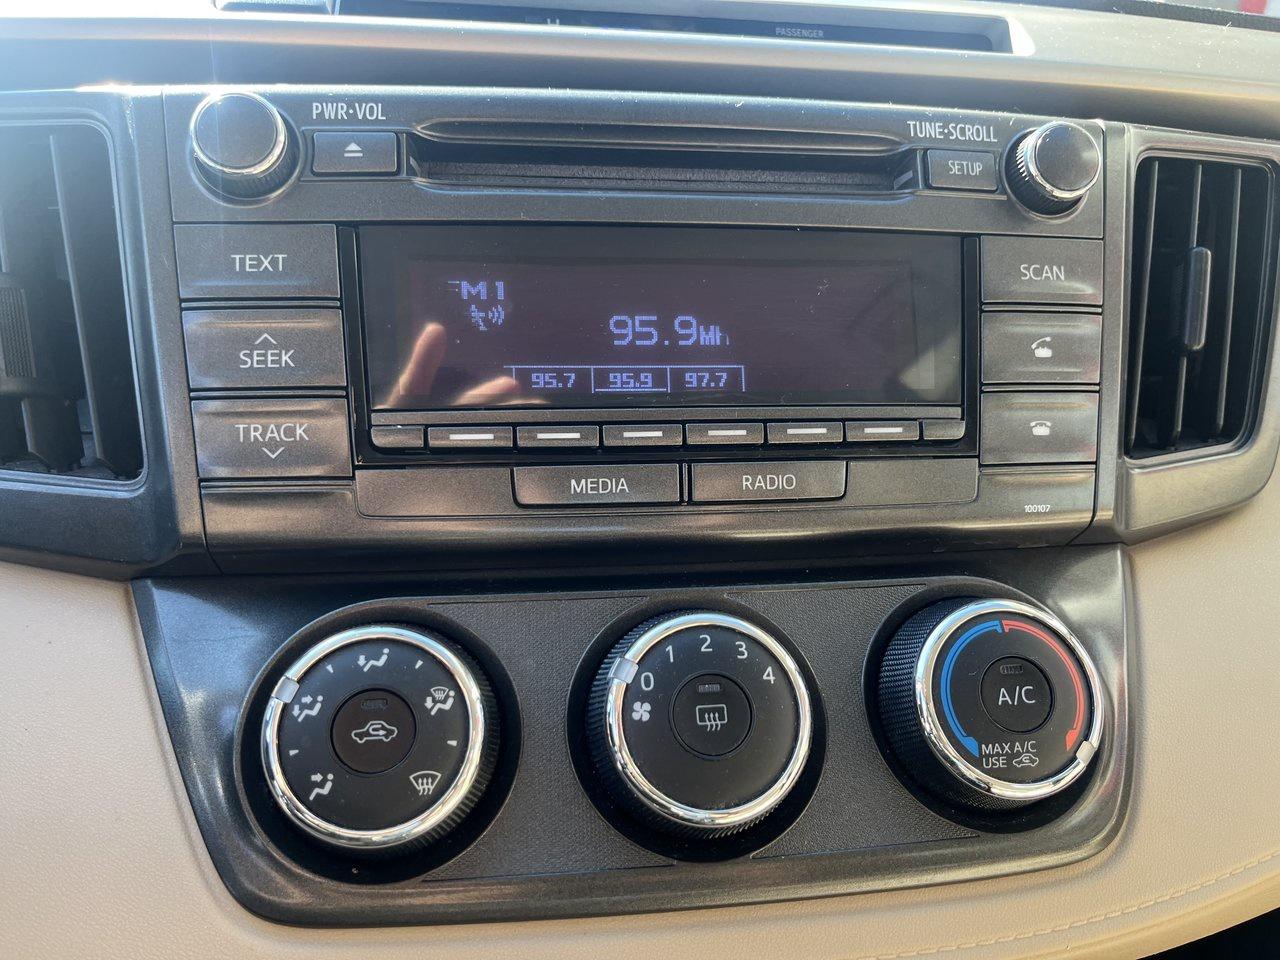 PASSENGER
PWR·VOL
TUNE·SCROLL
SETUP
TEXT
SCAN
M1
SEEK
95.9MH
95.7 95.9 97.7
TRACK
MEDIA
RADIO
100107
0 1 2 3 4
A/C
MAX A/C
USE